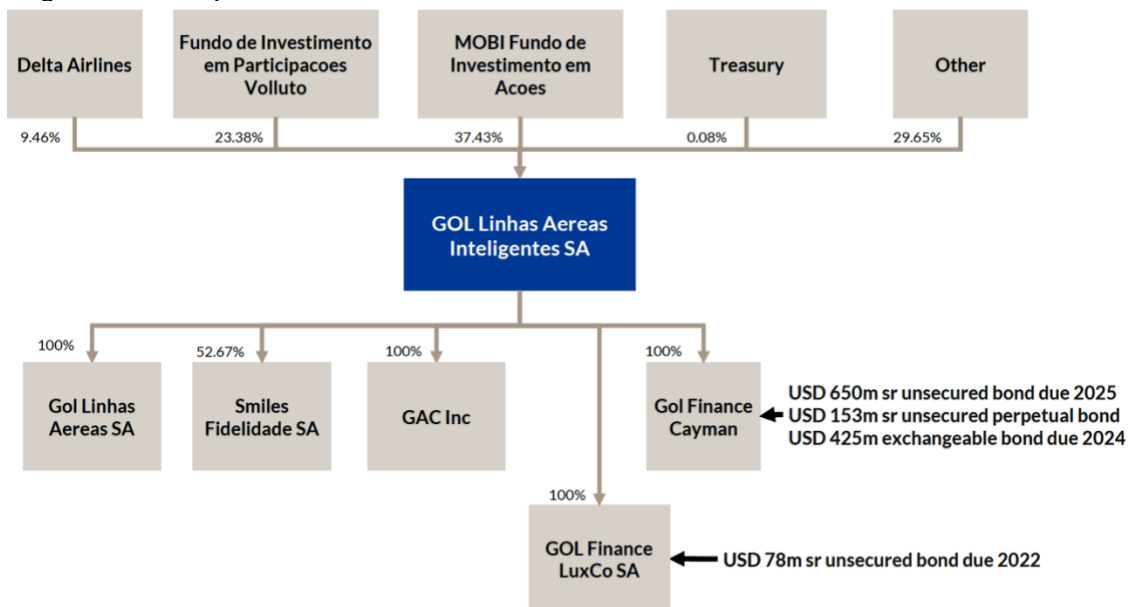 Delta Airlines
Fundo de Investimento
em Participacoes
Volluto
MOBI Fundo de
Investimento em
Acoes
Treasury
Other
9.46%
23.38%
37.43%
0.08%
29.65%
GOL Linhas Aereas
Inteligentes SA
100%
52.67%
100%
100%
Gol Linhas
Aereas SA
Smiles
Fidelidade SA
GAC Inc
Gol Finance
Cayman
USD 650m sr unsecured bond due 2025
USD 153m sr unsecured perpetual bond
USD 425m exchangeable bond due 2024
100%
GOL Finance
LuxCo SA
USD 78m sr unsecured bond due 2022